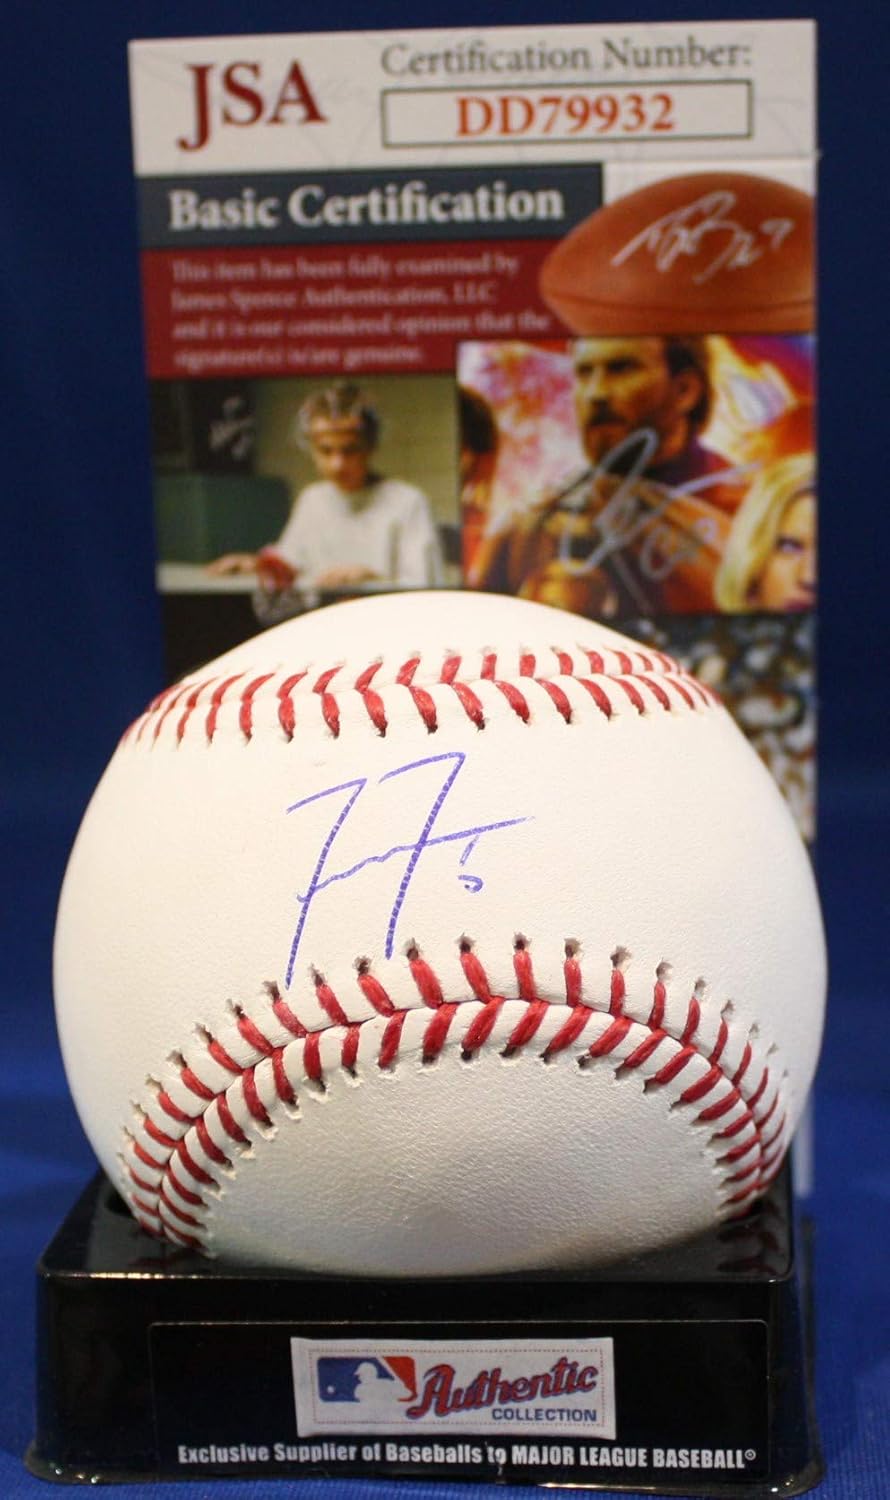 JSA
Certification Number:
DD79932
Basic Certification
This item has been fully examined by
James Spence Authentication, LLC
and it is our considered opinion that the
signature(s) is/are genuine.
Authentic
COLLECTION
Exclusive Supplier of Baseballs to MAJOR LEAGUE BASEBALL®